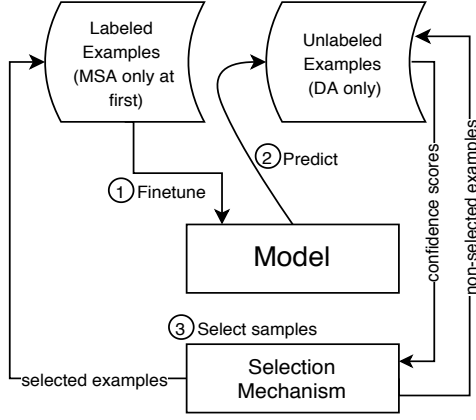 Labeled
Examples
(MSA only at
first)
Unlabeled
Examples
(DA only)
2 Predict
1 Finetune
confidence scores
non-selected examples
Model
3 Select samples
selected examples
Selection
Mechanism